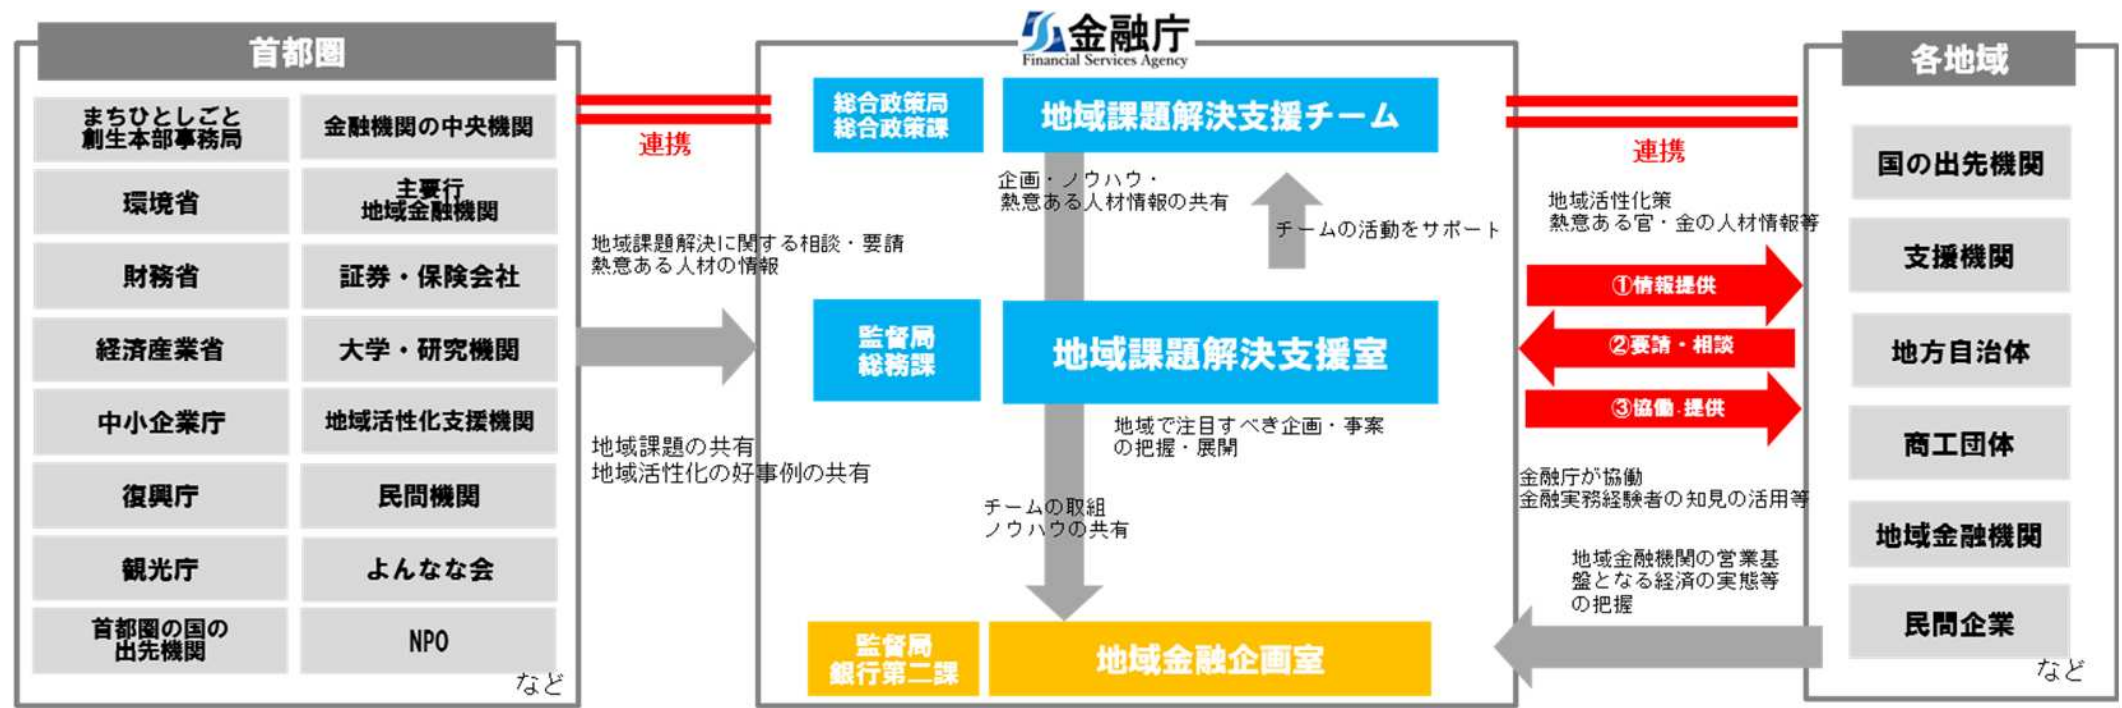 首都圏
まちひとしごと
創生本部事務局
金融機関の中央機関
環境省
主要行
地域金融機関
財務省
証券・保険会社
経済産業省
大学・研究機関
中小企業庁
地域活性化支援機関
復興庁
民間機関
観光庁
よんなな会
首都圏の国の
出先機関
NPO
など
連携
地域課題解決に関する相談・要請
熱意ある人材の情報
地域課題の共有
地域活性化の好事例の共有
金融庁
Financial Services Agency
総合政策局
総合政策課
地域課題解決支援チーム
企画・ノウハウ・
熱意ある人材情報の共有
チームの活動をサポート
監督局
総務課
地域課題解決支援室
地域で注目すべき企画・事案
の把握・展開
チームの取組
ノウハウの共有
監督局
銀行第二課
地域金融企画室
連携
地域活性化策
熱意ある官・金の人材情報等
①情報提供
②要請・相談
③協働・提供
金融庁が協働
金融実務経験者の知見の活用等
地域金融機関の営業基
盤となる経済の実態等
の把握
各地域
国の出先機関
支援機関
地方自治体
商工団体
地域金融機関
民間企業
など